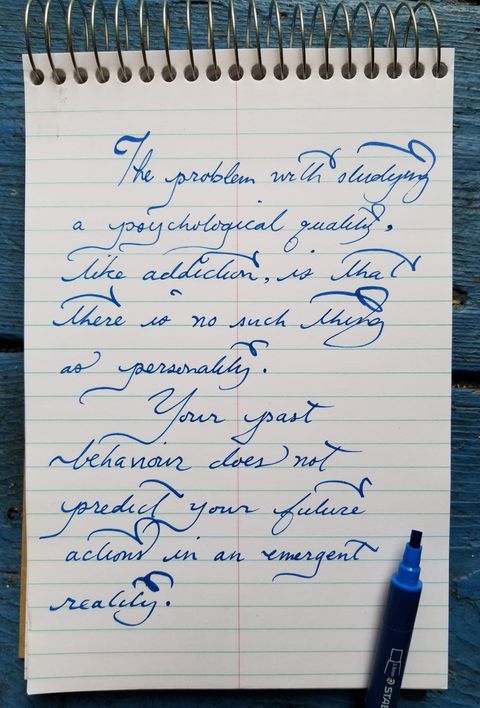 The problem with studying
a psychological quality,
like addiction, is that
there is no such thing
as personality.
Your past
behaviour does not
predict your future
actions in an emergent
reality.
STAB